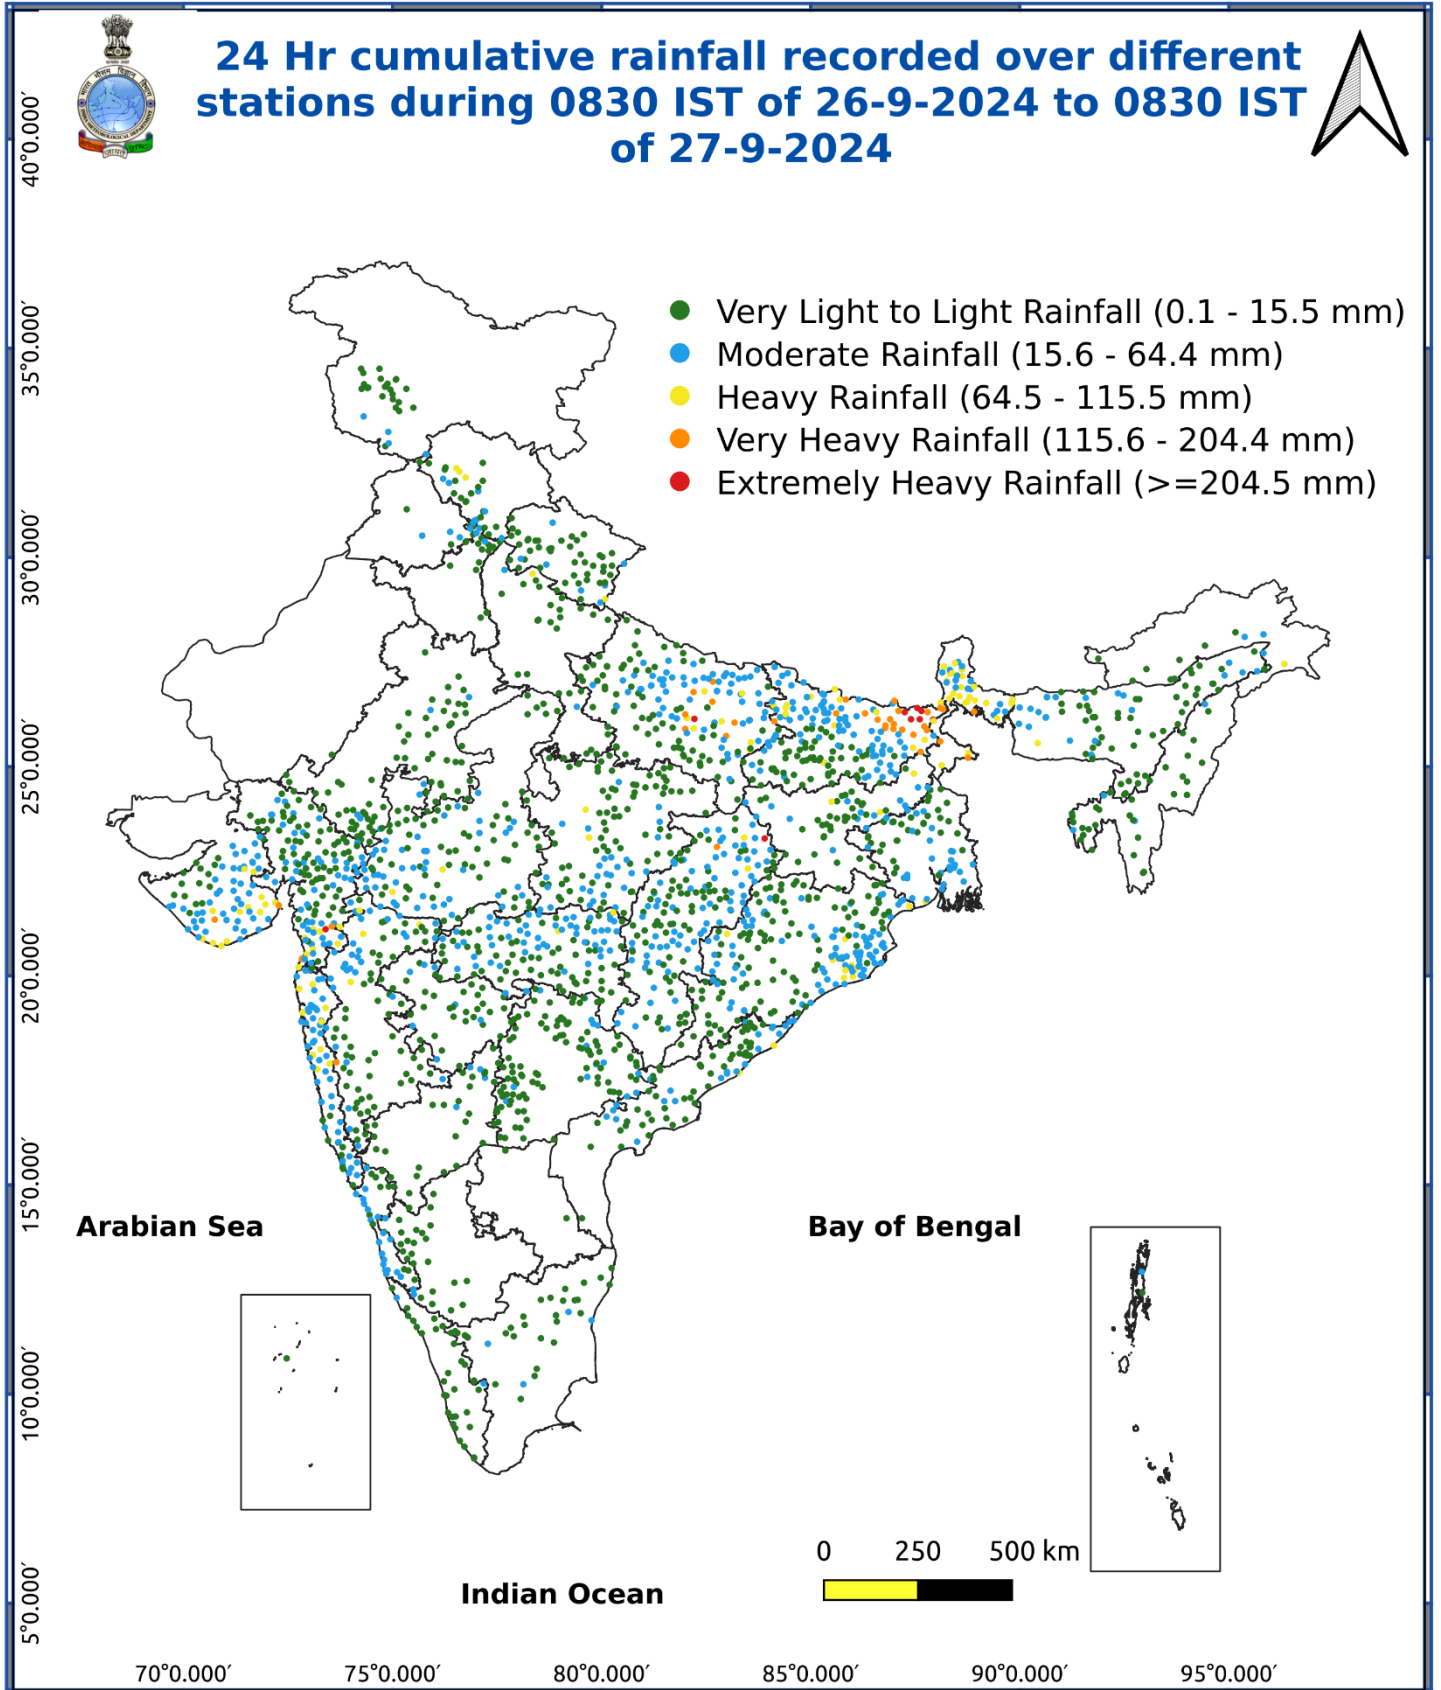 24 Hr cumulative rainfall recorded over different
stations during 0830 IST of 26-9-2024 to 0830 IST
of 27-9-2024
Very Light to Light Rainfall (0.1 - 15.5 mm)
Moderate Rainfall (15.6 - 64.4 mm)
Heavy Rainfall (64.5 - 115.5 mm)
Very Heavy Rainfall (115.6 - 204.4 mm)
Extremely Heavy Rainfall (>=204.5 mm)
40°0.000′
35°0.000′
30°0.000′
25°0.000′
20°0.000′
15°0.000′
10°0.000′
5°0.000′
Arabian Sea
Bay of Bengal
Indian Ocean
0 250 500 km
70°0.000′ 75°0.000′ 80°0.000′ 85°0.000′ 90°0.000′ 95°0.000′